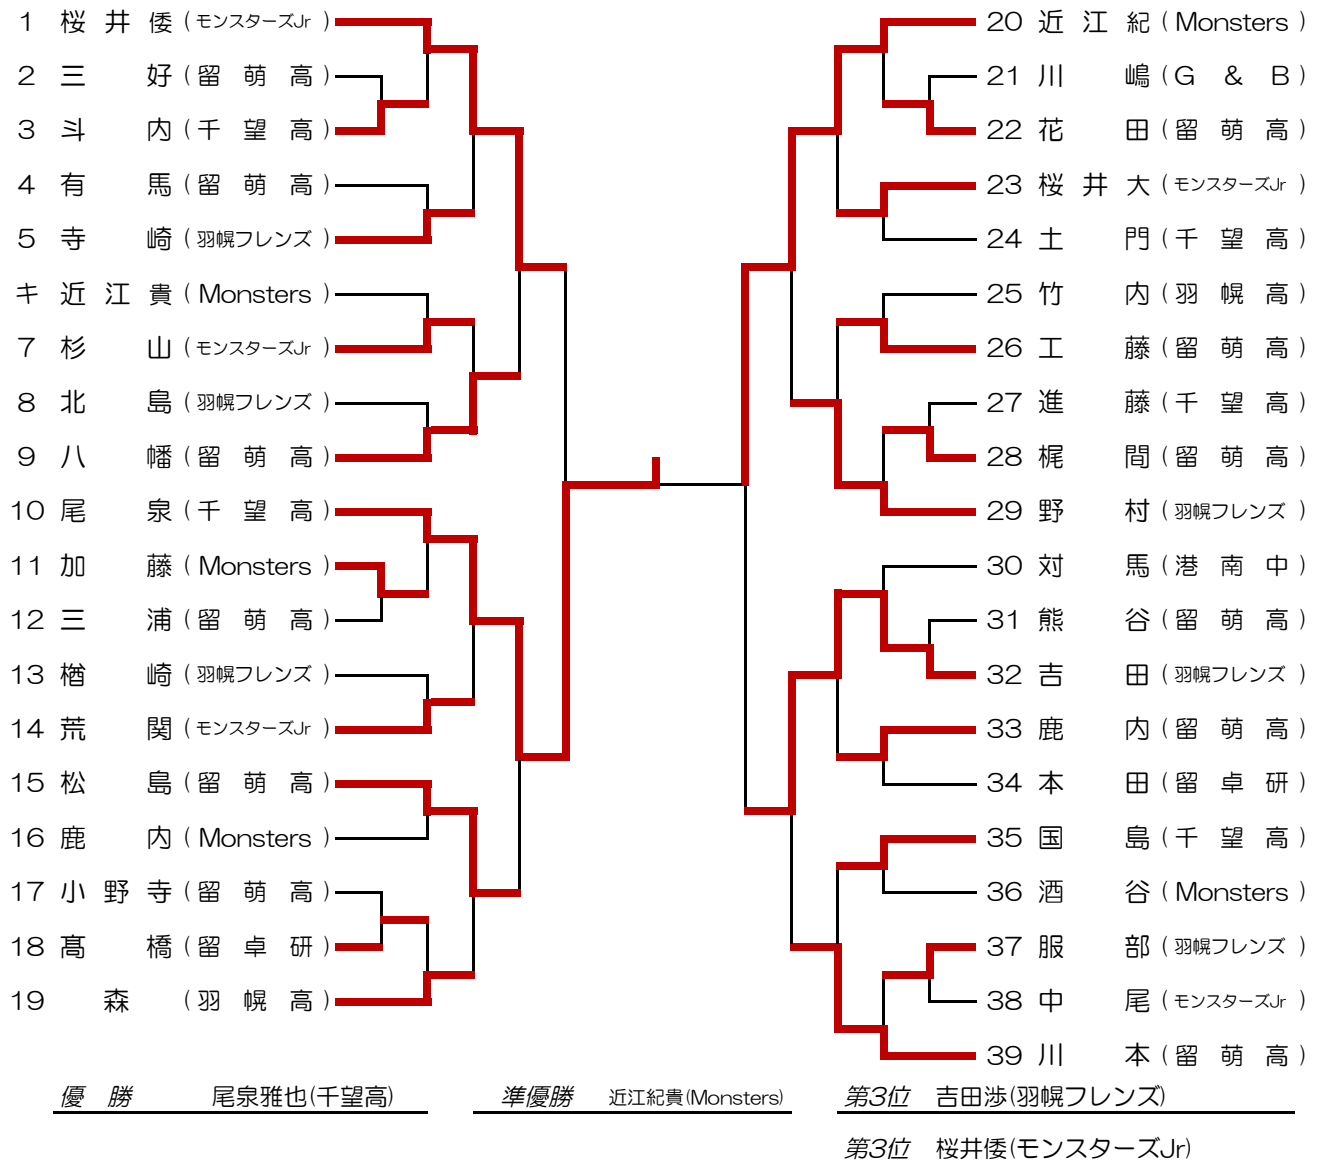 1 桜井倭(モンスターズJr)
2 三好(留萌高)
3 斗内(千望高)
4 有馬(留萌高)
5 寺崎(羽幌フレンズ)
キ 近江貴(Monsters)
7 杉山(モンスターズJr)
8 北島(羽幌フレンズ)
9 八幡(留萌高)
10 尾泉(千望高)
11 加藤(Monsters)
12 三浦(留萌高)
13 楢崎(羽幌フレンズ)
14 荒関(モンスターズJr)
15 松島(留萌高)
16 鹿内(Monsters)
17 小野寺(留萌高)
18 髙橋(留卓研)
19 森(羽幌高)
20 近江紀(Monsters)
21 川嶋(G&B)
22 花田(留萌高)
23 桜井大(モンスターズJr)
24 土門(千望高)
25 竹内(羽幌高)
26 工藤(留萌高)
27 進藤(千望高)
28 梶間(留萌高)
29 野村(羽幌フレンズ)
30 対馬(港南中)
31 熊谷(留萌高)
32 吉田(羽幌フレンズ)
33 鹿内(留萌高)
34 本田(留卓研)
35 国島(千望高)
36 酒谷(Monsters)
37 服部(羽幌フレンズ)
38 中尾(モンスターズJr)
39 川本(留萌高)
優勝 尾泉雅也(千望高)
準優勝 近江紀貴(Monsters)
第3位 吉田渉(羽幌フレンズ)
第3位 桜井倭(モンスターズJr)